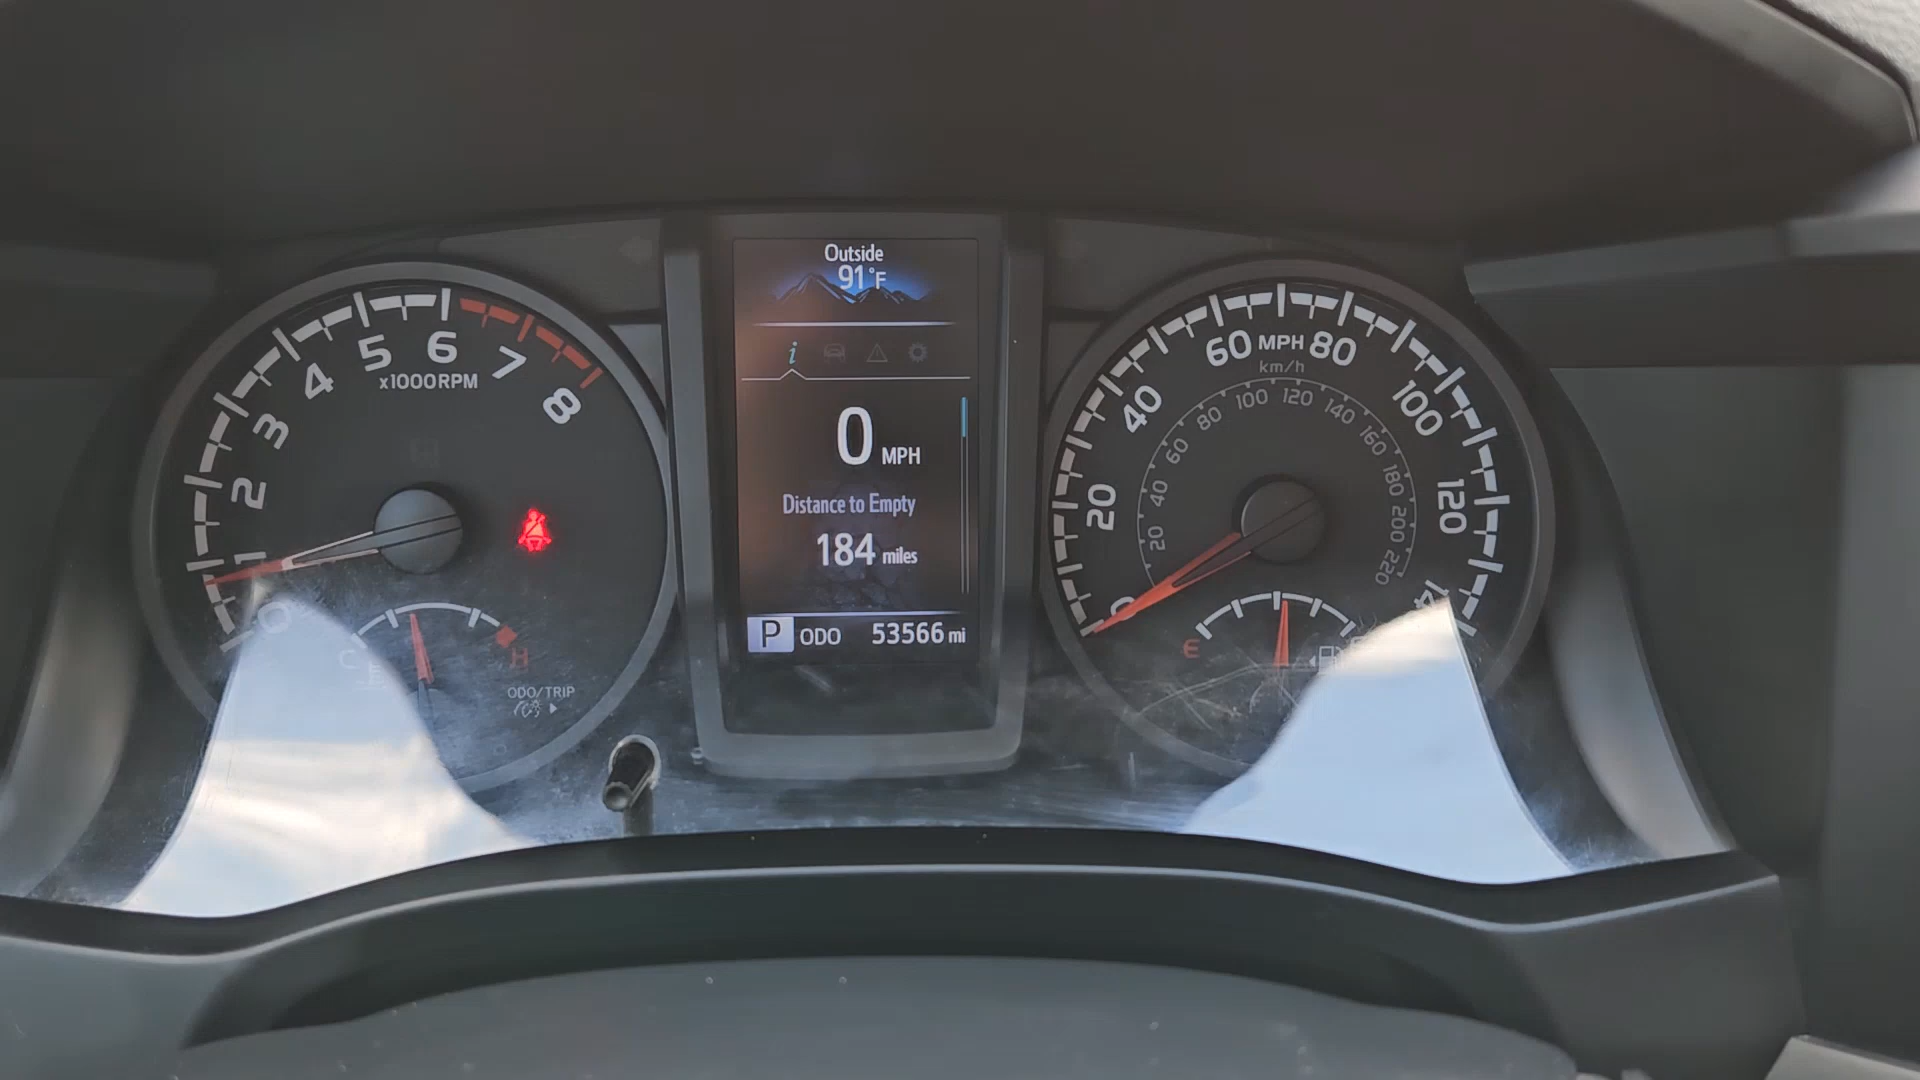 Outside
91°F
i
0 MPH
Distance to Empty
184 miles
P ODO 53566 mi
0 1 2 3 4 5 6 7 8
x1000RPM
C H
ODO/TRIP
0 20 40 60 80 100 120
MPH
km/h
20 40 60 80 100 120 140 160 180 200 220
E